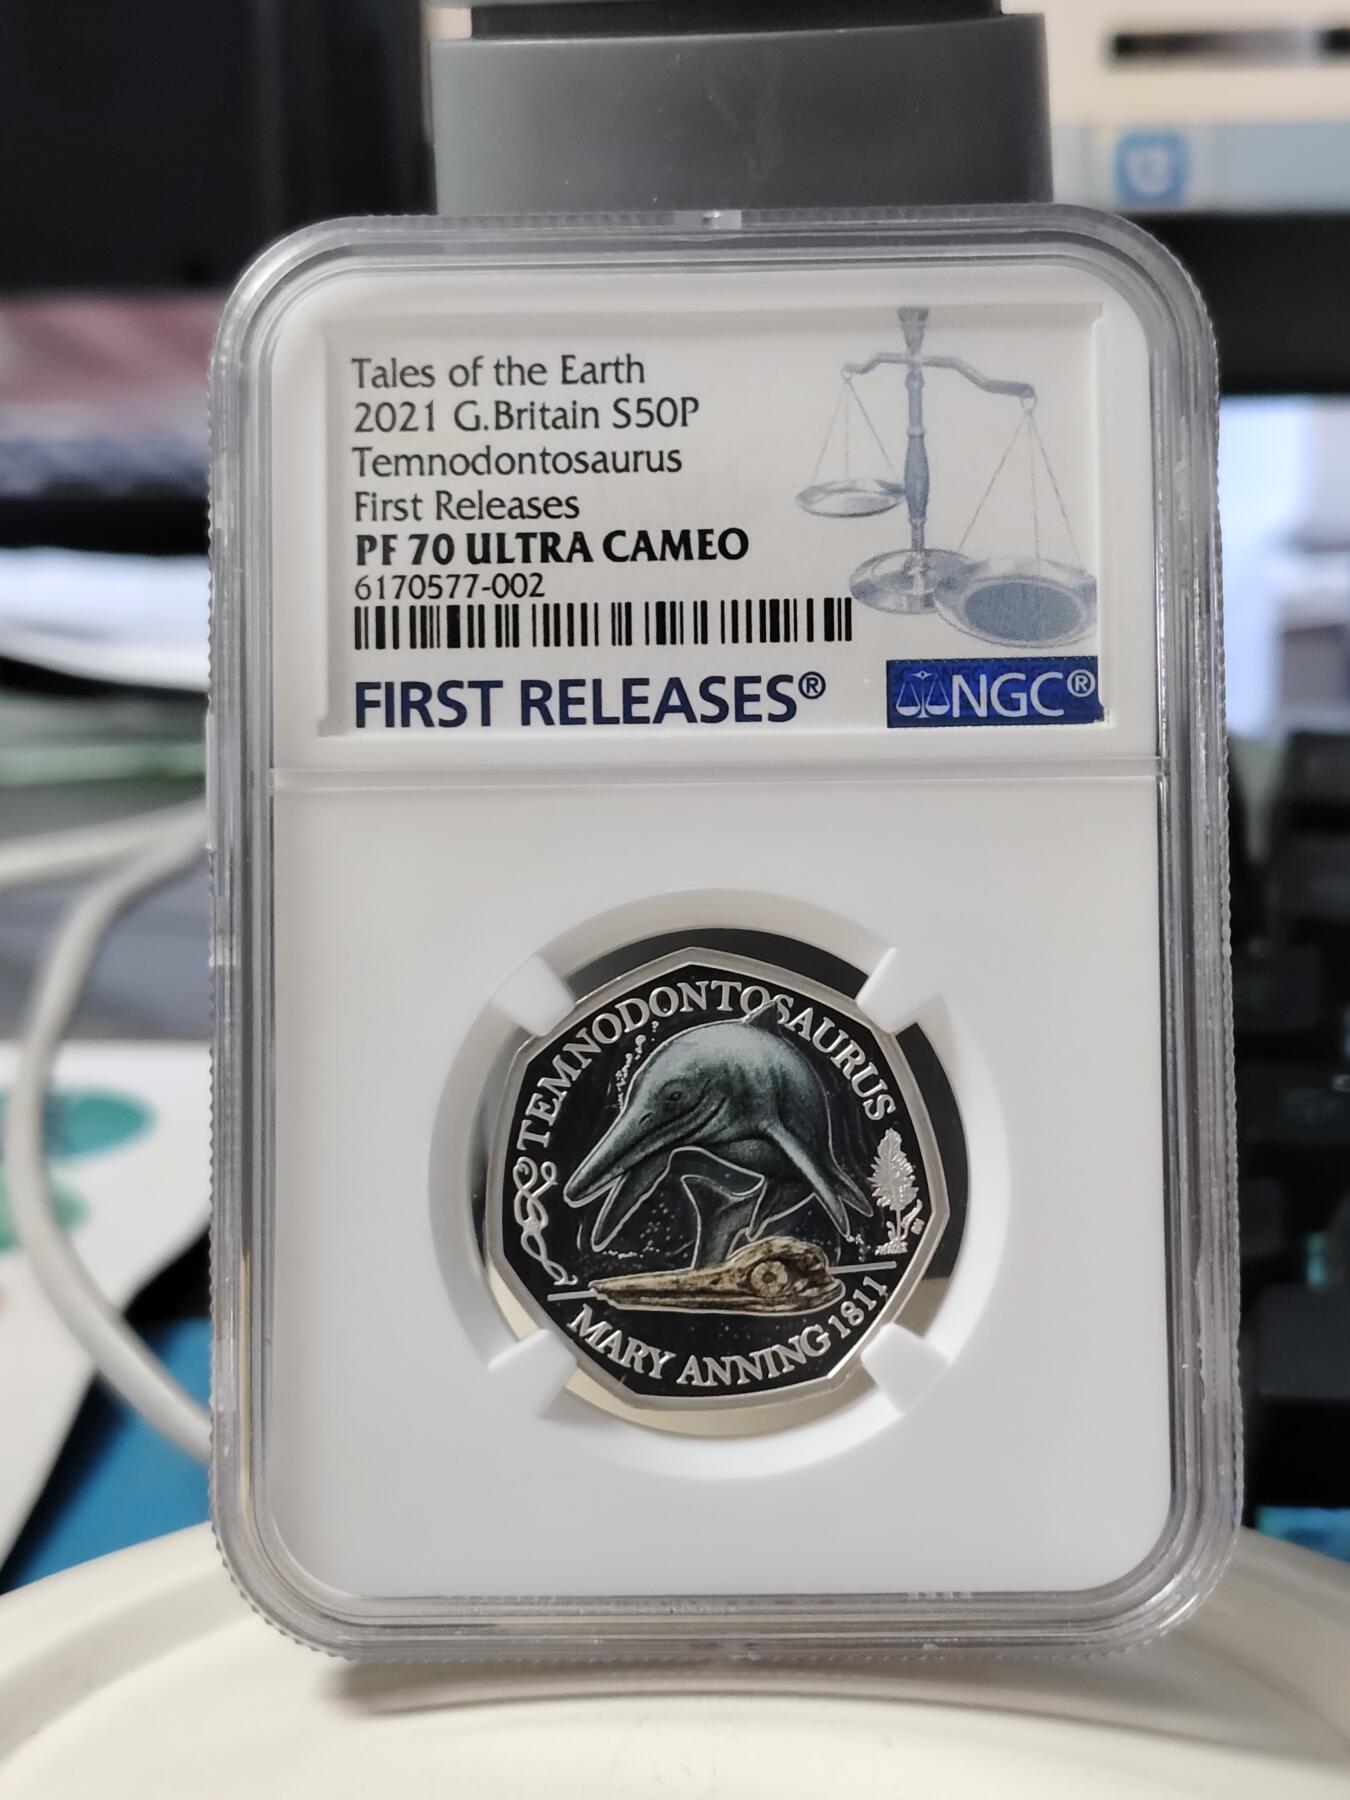 Tales of the Earth
2021 G.Britain S50P
Temnodontosaurus
First Releases
PF 70 ULTRA CAMEO
6170577-002
FIRST RELEASES®
NGC®
TEMNODONTOSAURUS
MARY ANNING 1811